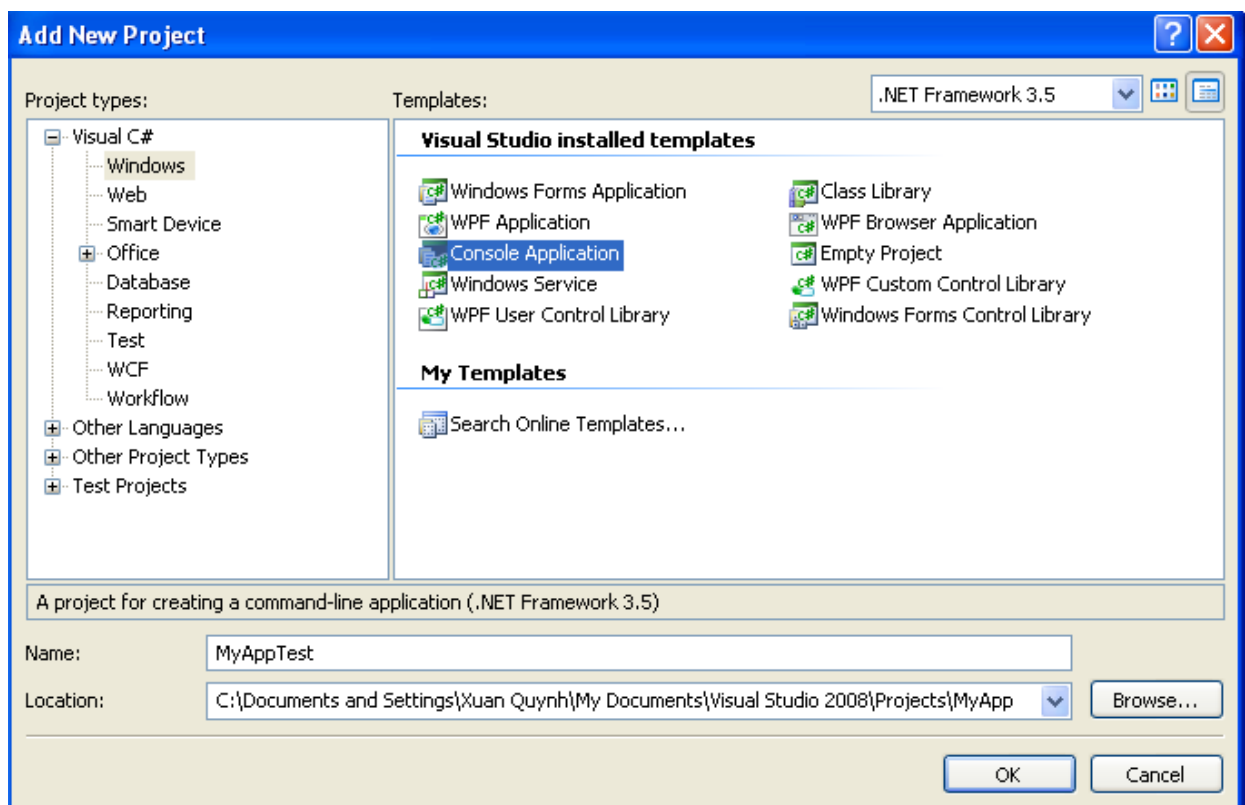 Add New Project
Project types:
Templates:
.NET Framework 3.5
Visual C#
Windows
Web
Smart Device
Office
Database
Reporting
Test
WCF
Workflow
Other Languages
Other Project Types
Test Projects
Visual Studio installed templates
Windows Forms Application
Class Library
WPF Application
WPF Browser Application
Console Application
Empty Project
Windows Service
WPF Custom Control Library
WPF User Control Library
Windows Forms Control Library
My Templates
Search Online Templates...
A project for creating a command-line application (.NET Framework 3.5)
Name:
MyAppTest
Location:
C:\Documents and Settings\Xuan Quynh\My Documents\Visual Studio 2008\Projects\MyApp
Browse...
OK
Cancel